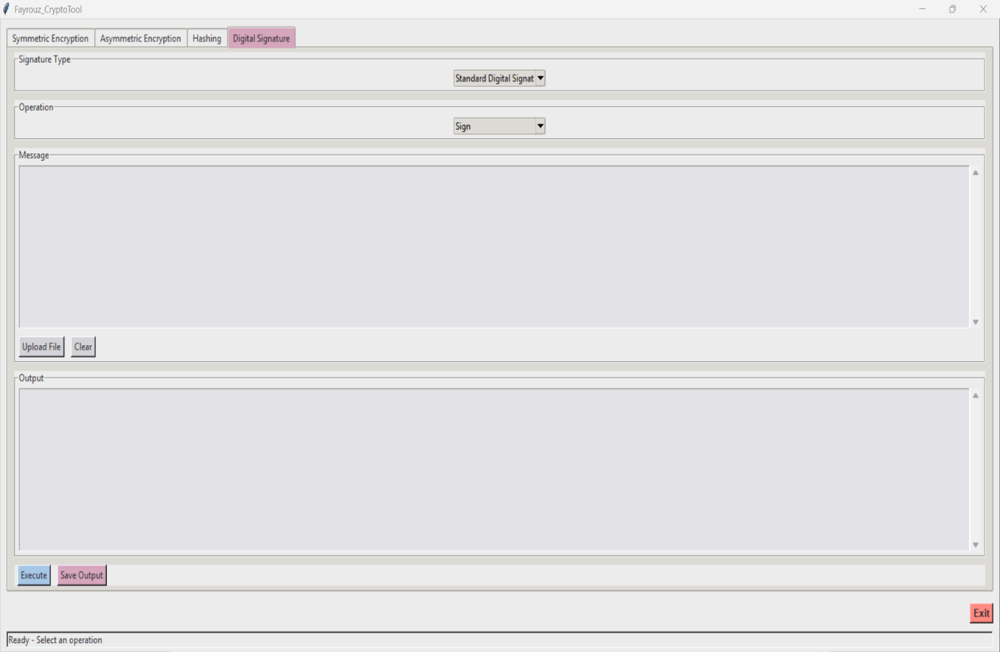 Fayrouz_CryptoTool
Symmetric Encryption Asymmetric Encryption Hashing Digital Signature
Signature Type
Standard Digital Signat
Operation
Sign
Message
Upload File Clear
Output
Execute Save Output
Exit
Ready - Select an operation